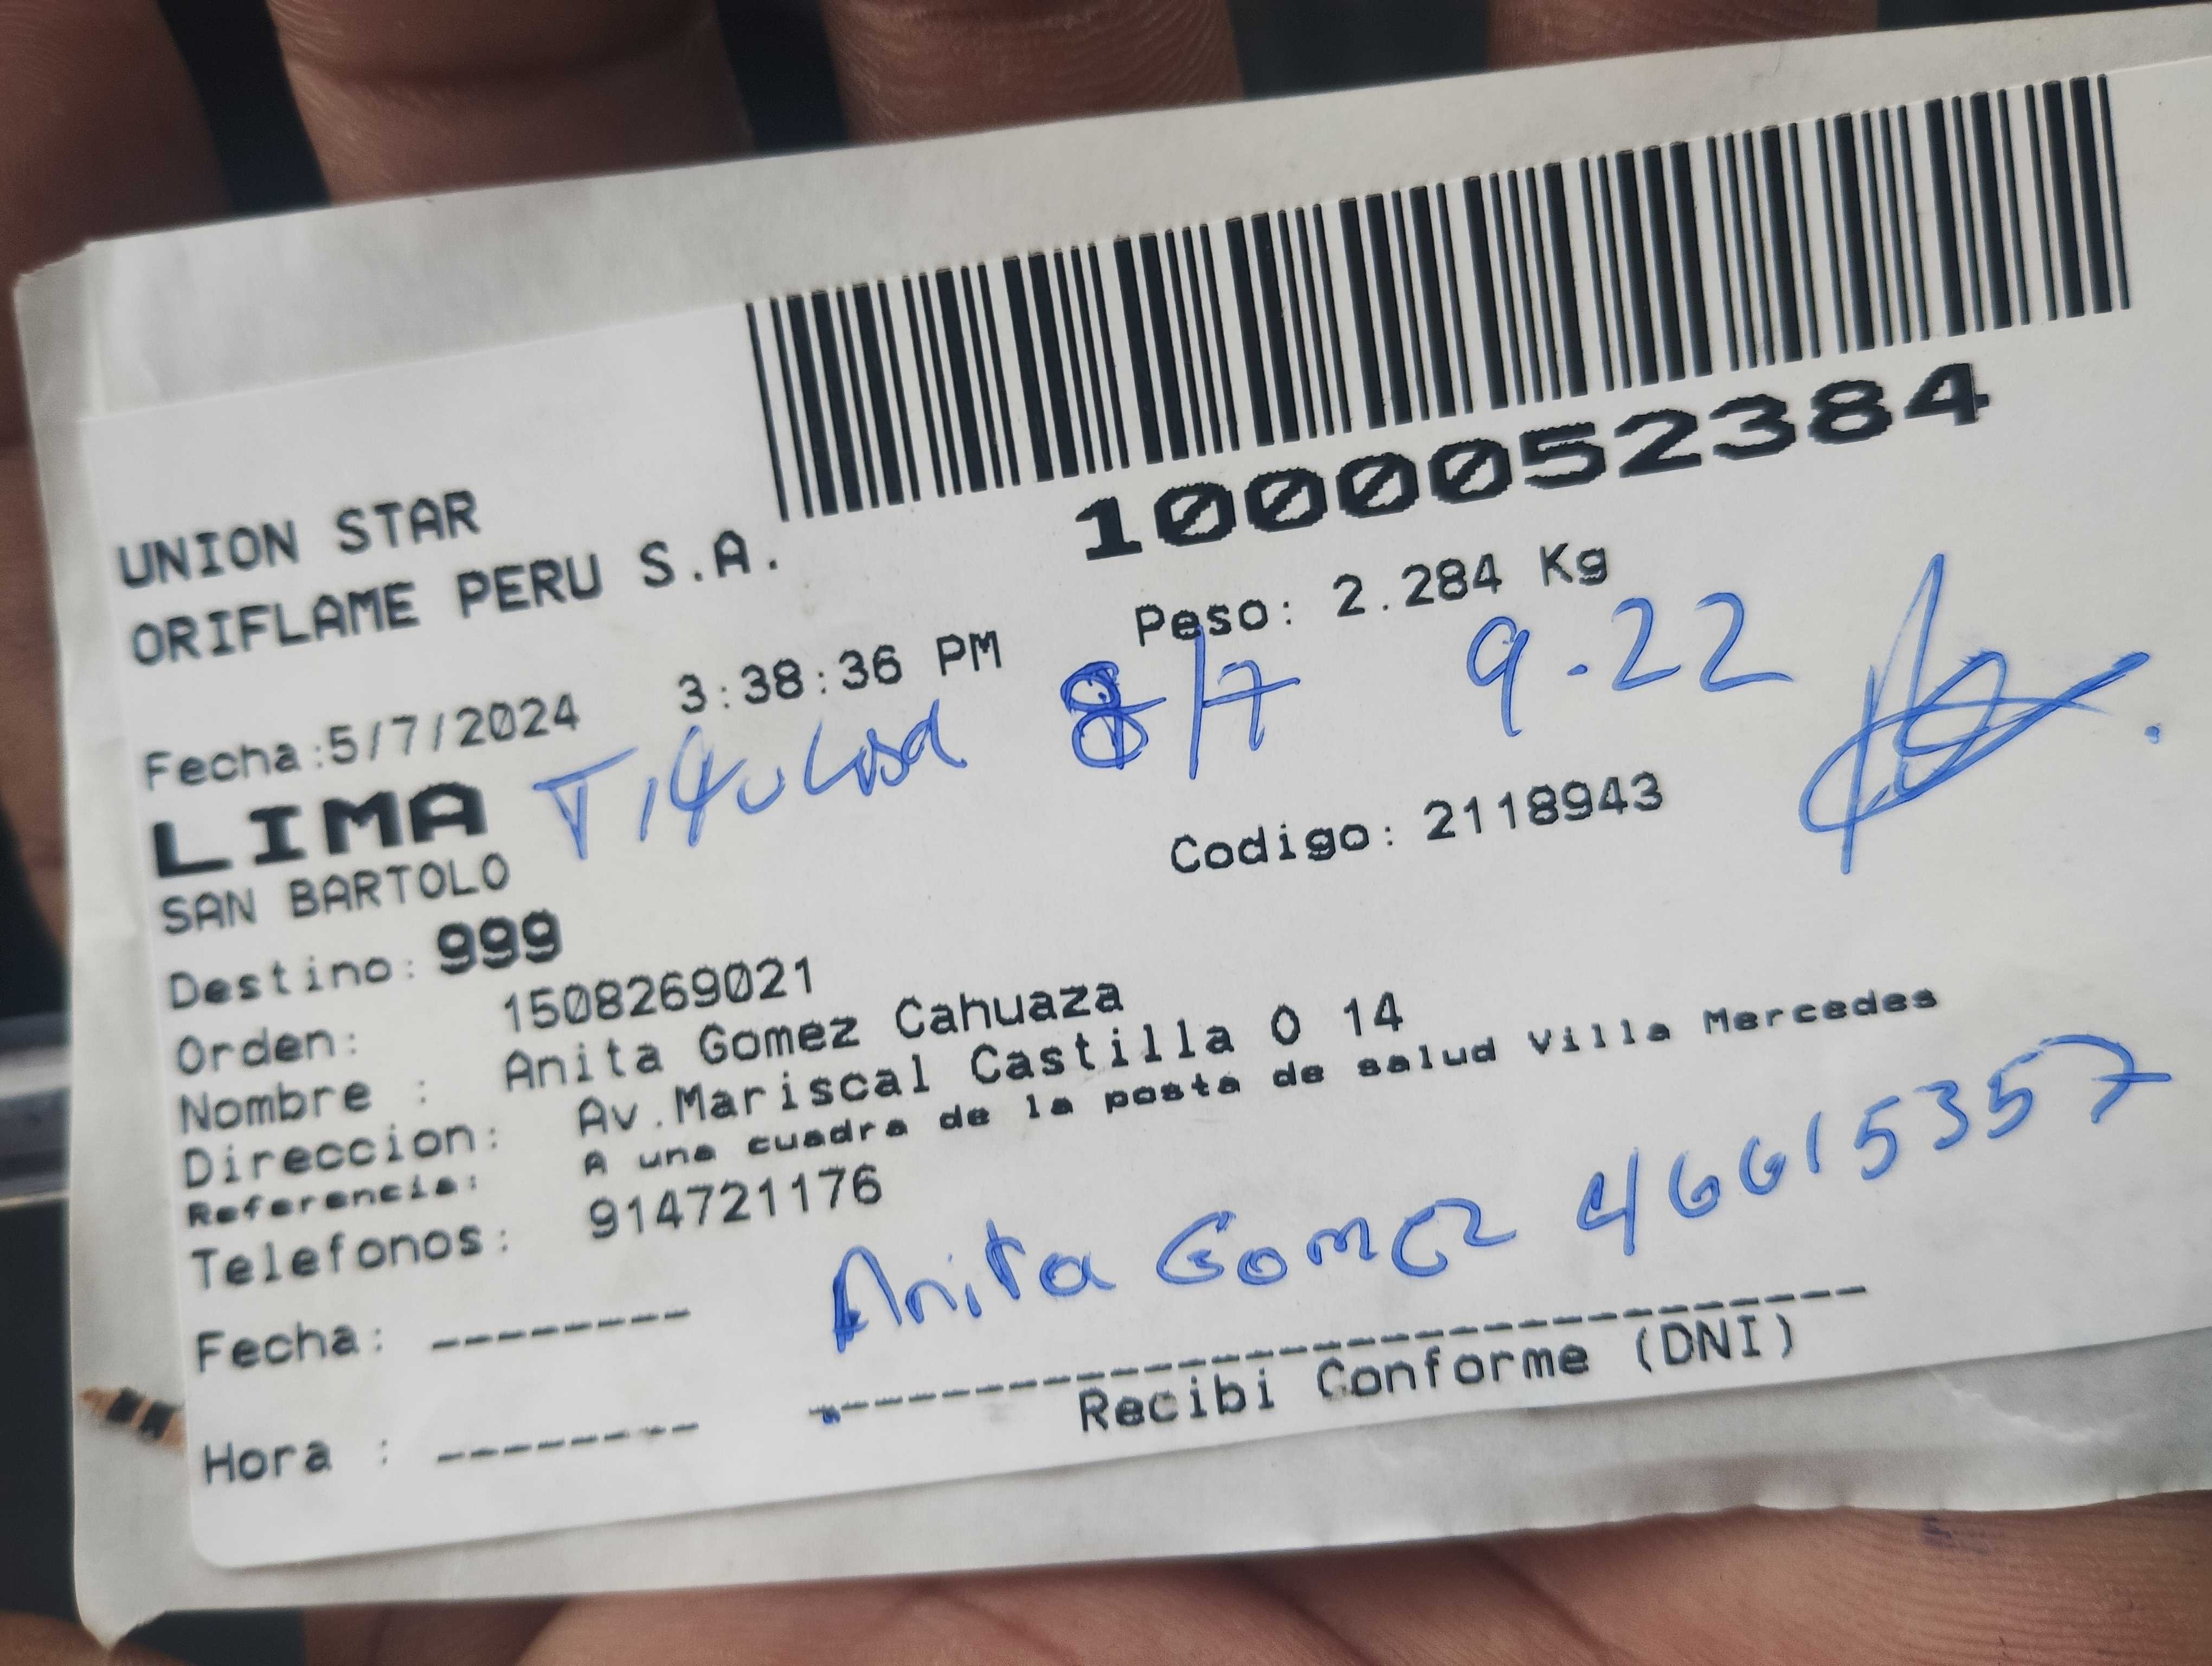 1000052384
UNION STAR
ORIFLAME PERU S.A.
Peso: 2.284 Kg
Fecha:5/7/2024 3:38:36 PM
8/7 9.22
LIMA
SAN BARTOLO
Codigo: 2118943
Destino: 999
Orden: 1508269021
Nombre : Anita Gomez Cahuaza
Direccion: Av.Mariscal Castilla O 14
Referencia: A una cuadra de la posta de salud Villa Mercedes
Telefonos: 914721176
Anita Gomez 46615357
Fecha: --------
Recibi Conforme (DNI)
Hora : --------